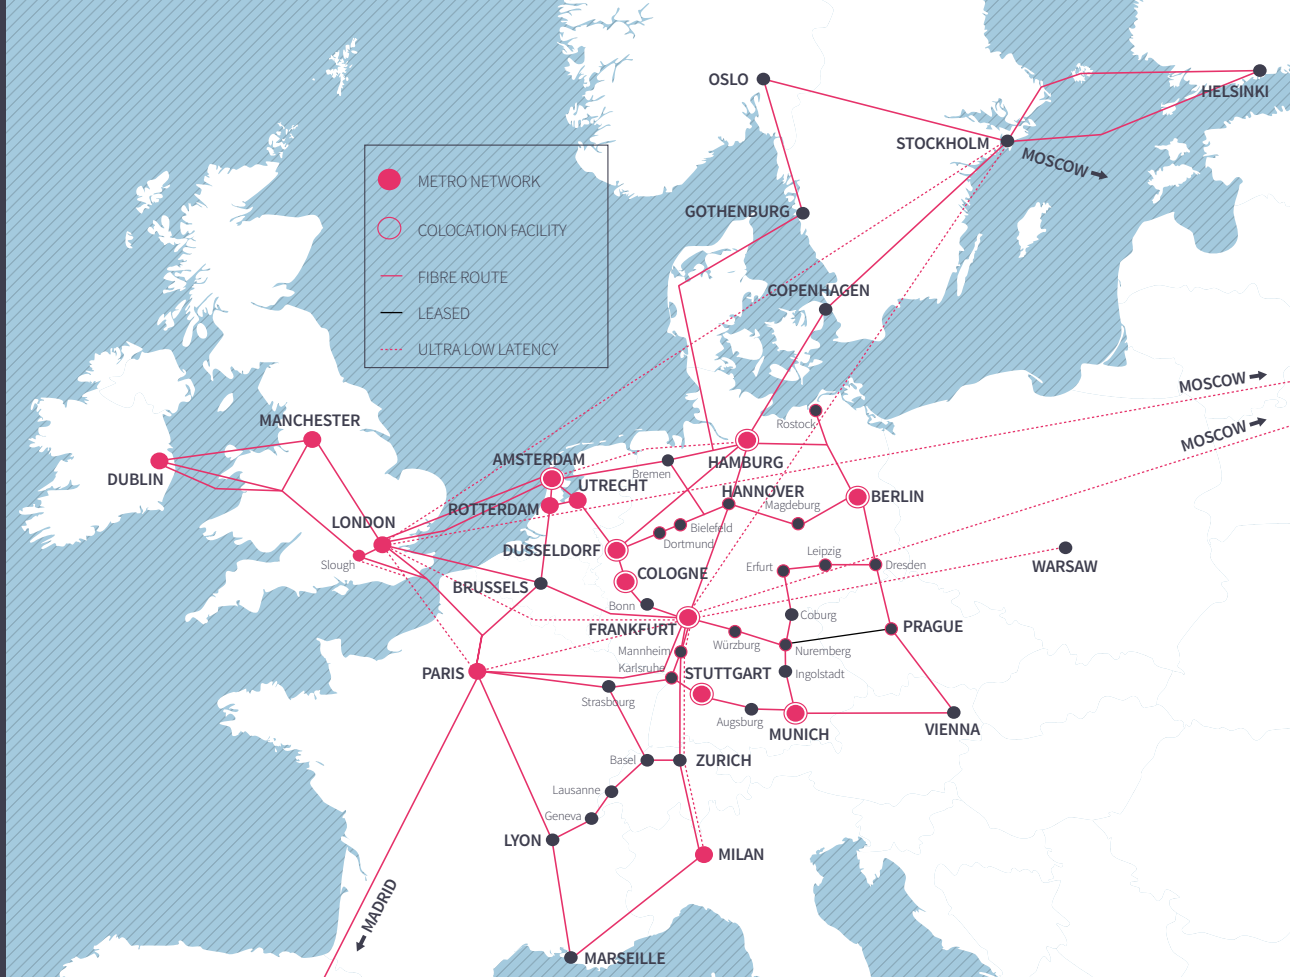 OSLO
HELSINKI
STOCKHOLM
MOSCOW
GOTHENBURG
METRO NETWORK
COLOCATION FACILITY
FIBRE ROUTE
LEASED
ULTRA LOW LATENCY
COPENHAGEN
MOSCOW
MOSCOW
MANCHESTER
Rostock
DUBLIN
AMSTERDAM
HAMBURG
Bremen
UTRECHT
HANNOVER
BERLIN
Magdeburg
ROTTERDAM
LONDON
Bielefeld
Dortmund
DUSSELDORF
Slough
Leipzig
Erfurt
Dresden
WARSAW
COLOGNE
BRUSSELS
Bonn
Coburg
FRANKFURT
PRAGUE
Würzburg
Mannheim
Nuremberg
Karlsruhe
PARIS
STUTTGART
Ingolstadt
Strasbourg
Augsburg
MUNICH
VIENNA
Basel
ZURICH
Lausanne
Geneva
LYON
MILAN
MADRID
MARSEILLE